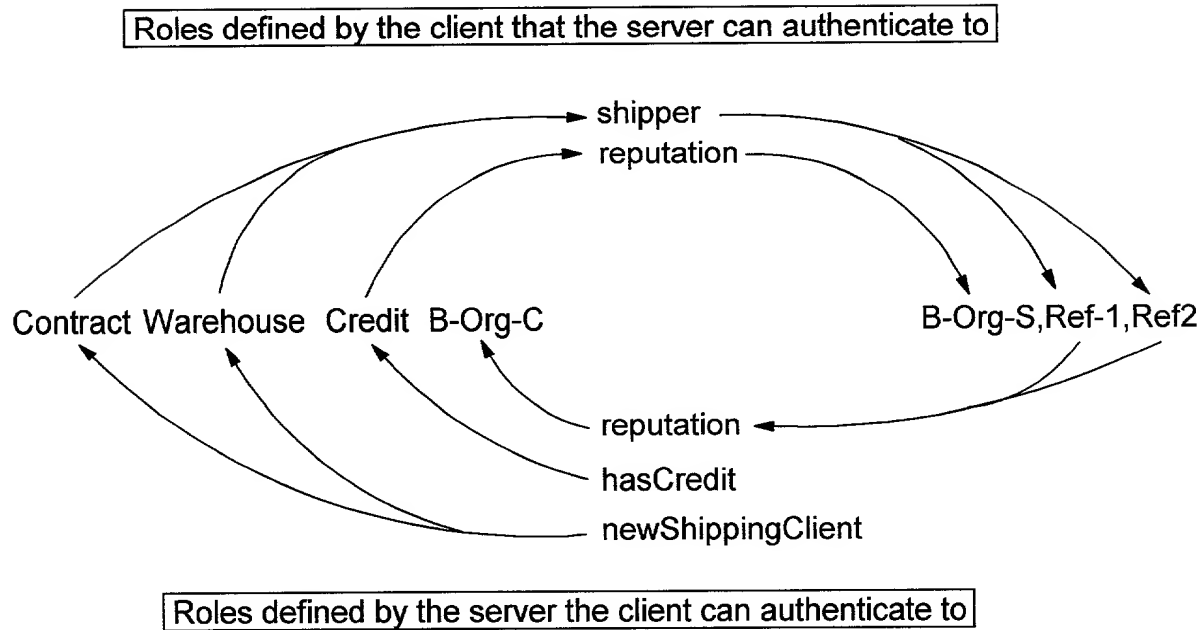 Roles defined by the client that the server can authenticate to
shipper
reputation
Contract Warehouse Credit B-Org-C
B-Org-S,Ref-1,Ref2
reputation
hasCredit
newShippingClient
Roles defined by the server the client can authenticate to